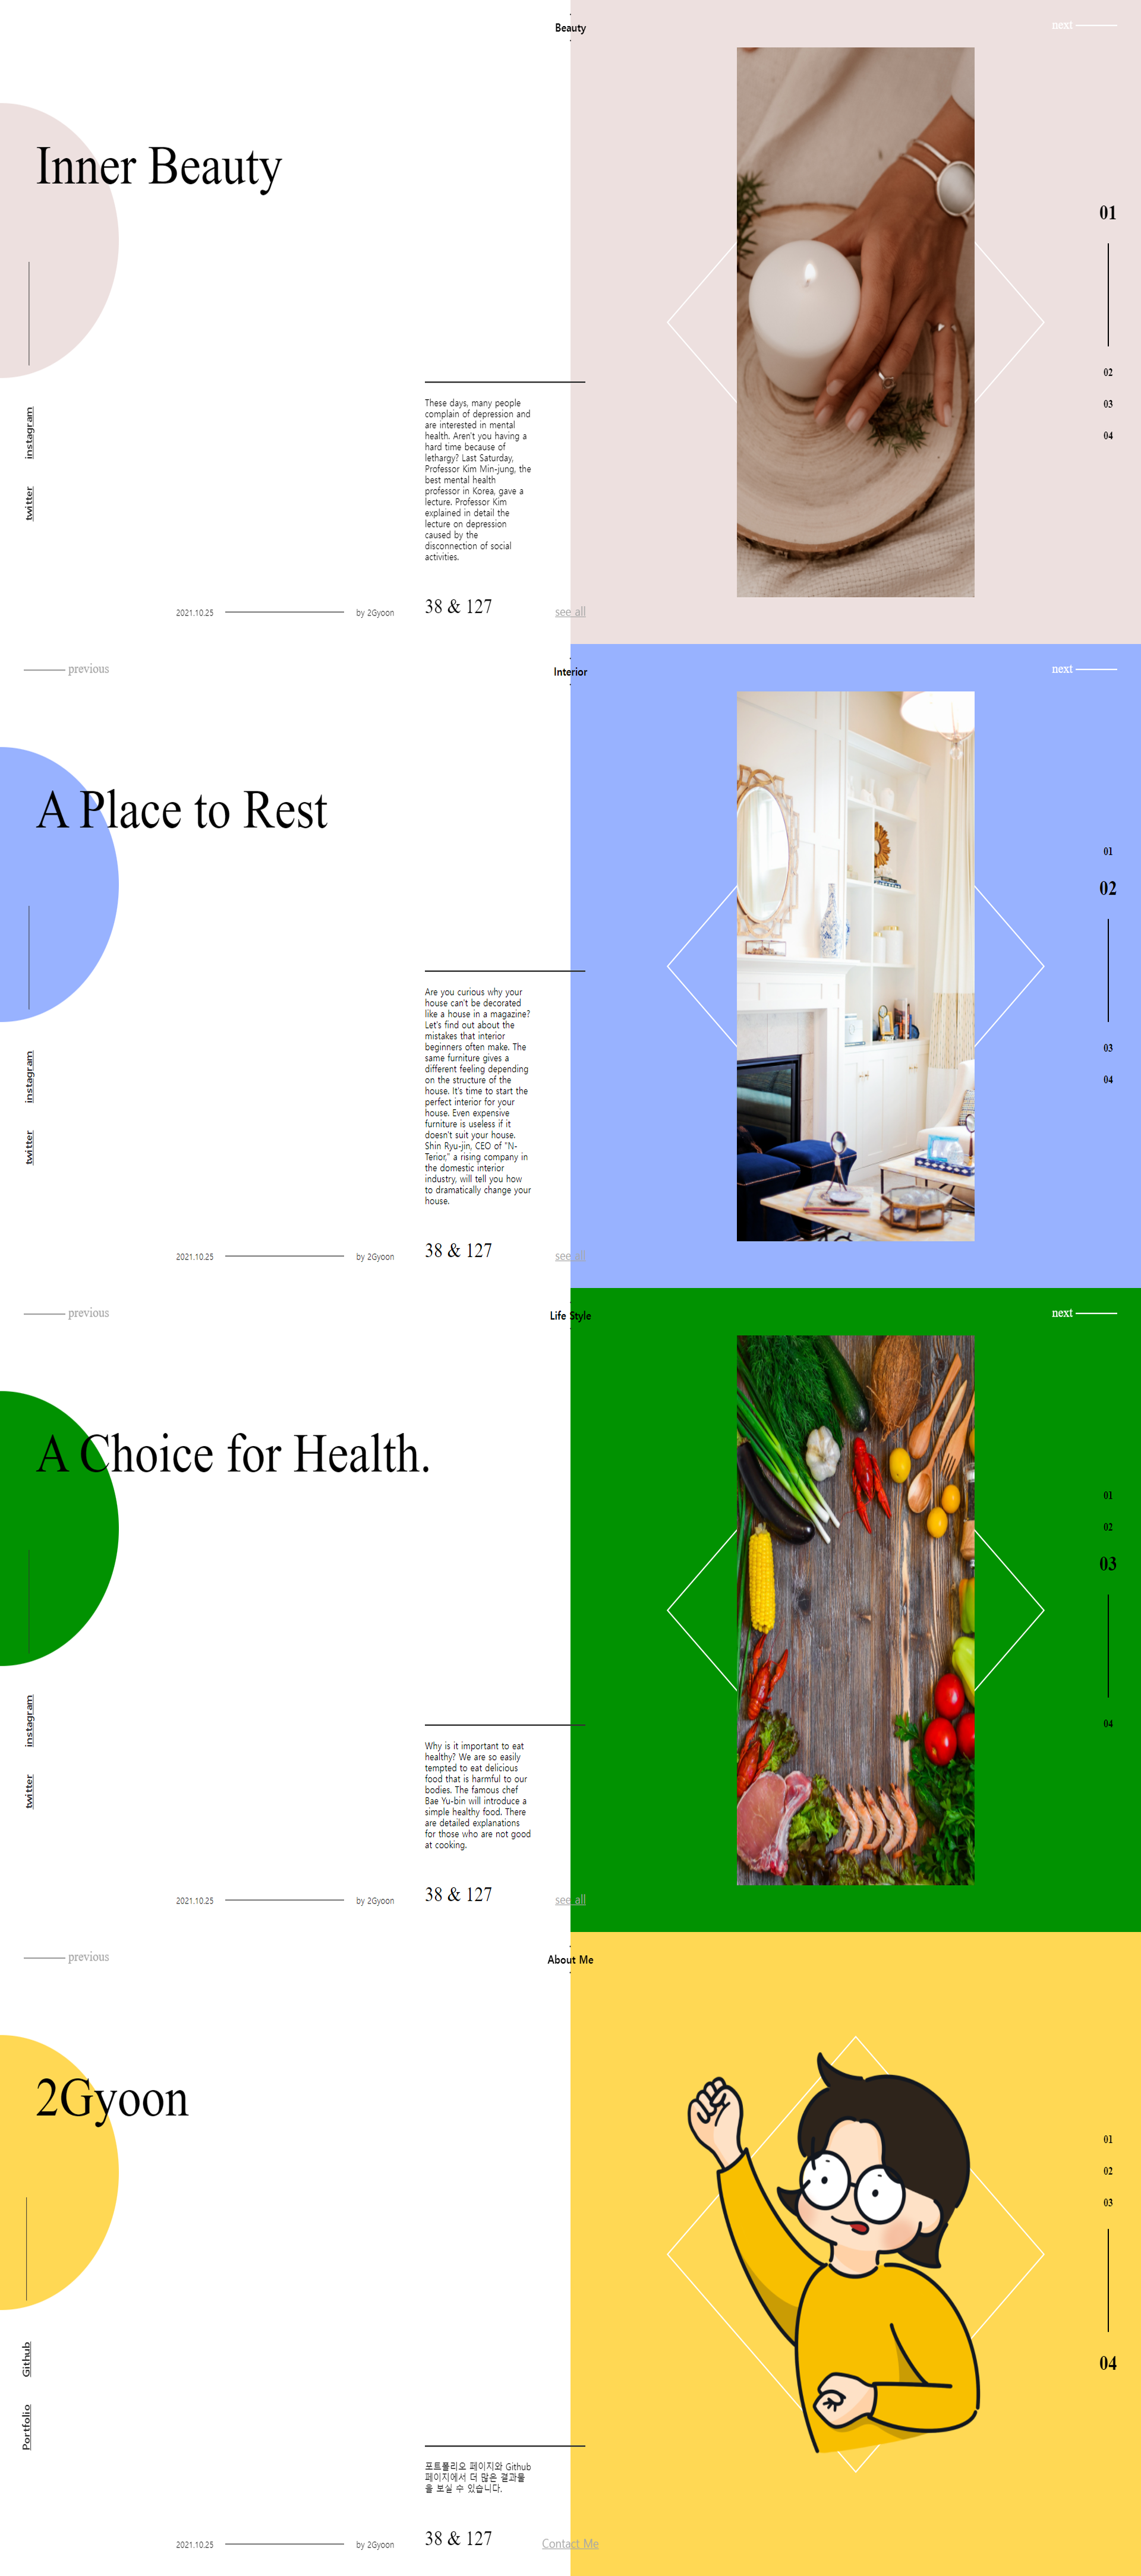 Beauty
next
Inner Beauty
01
02
03
04
instagram
twitter
These days, many people
complain of depression and
are interested in mental
health. Aren't you having a
hard time because of
lethargy? Last Saturday,
Professor Kim Min-jung, the
best mental health
professor in Korea, gave a
lecture. Professor Kim
explained in detail the
lecture on depression
caused by the
disconnection of social
activities.
2021.10.25
by 2Gyoon
38 & 127
see all
previous
Interior
next
A Place to Rest
01
02
03
04
instagram
twitter
Are you curious why your
house can't be decorated
like a house in a magazine?
Let's find out about the
mistakes that interior
beginners often make. The
same furniture gives a
different feeling depending
on the structure of the
house. It's time to start the
perfect interior for your
house. Even expensive
furniture is useless if it
doesn't suit your house.
Shin Ryu-jin, CEO of "N-
Terior," a rising company in
the domestic interior
industry, will tell you how
to dramatically change your
house.
2021.10.25
by 2Gyoon
38 & 127
see all
previous
Life Style
next
A Choice for Health.
01
02
03
04
instagram
twitter
Why is it important to eat
healthy? We are so easily
tempted to eat delicious
food that is harmful to our
bodies. The famous chef
Bae Yu-bin will introduce a
simple healthy food. There
are detailed explanations
for those who are not good
at cooking.
2021.10.25
by 2Gyoon
38 & 127
see all
previous
About Me
2Gyoon
01
02
03
04
Github
Portfolio
포트폴리오 페이지와 Github
페이지에서 더 많은 결과물
을 보실 수 있습니다.
2021.10.25
by 2Gyoon
38 & 127
Contact Me